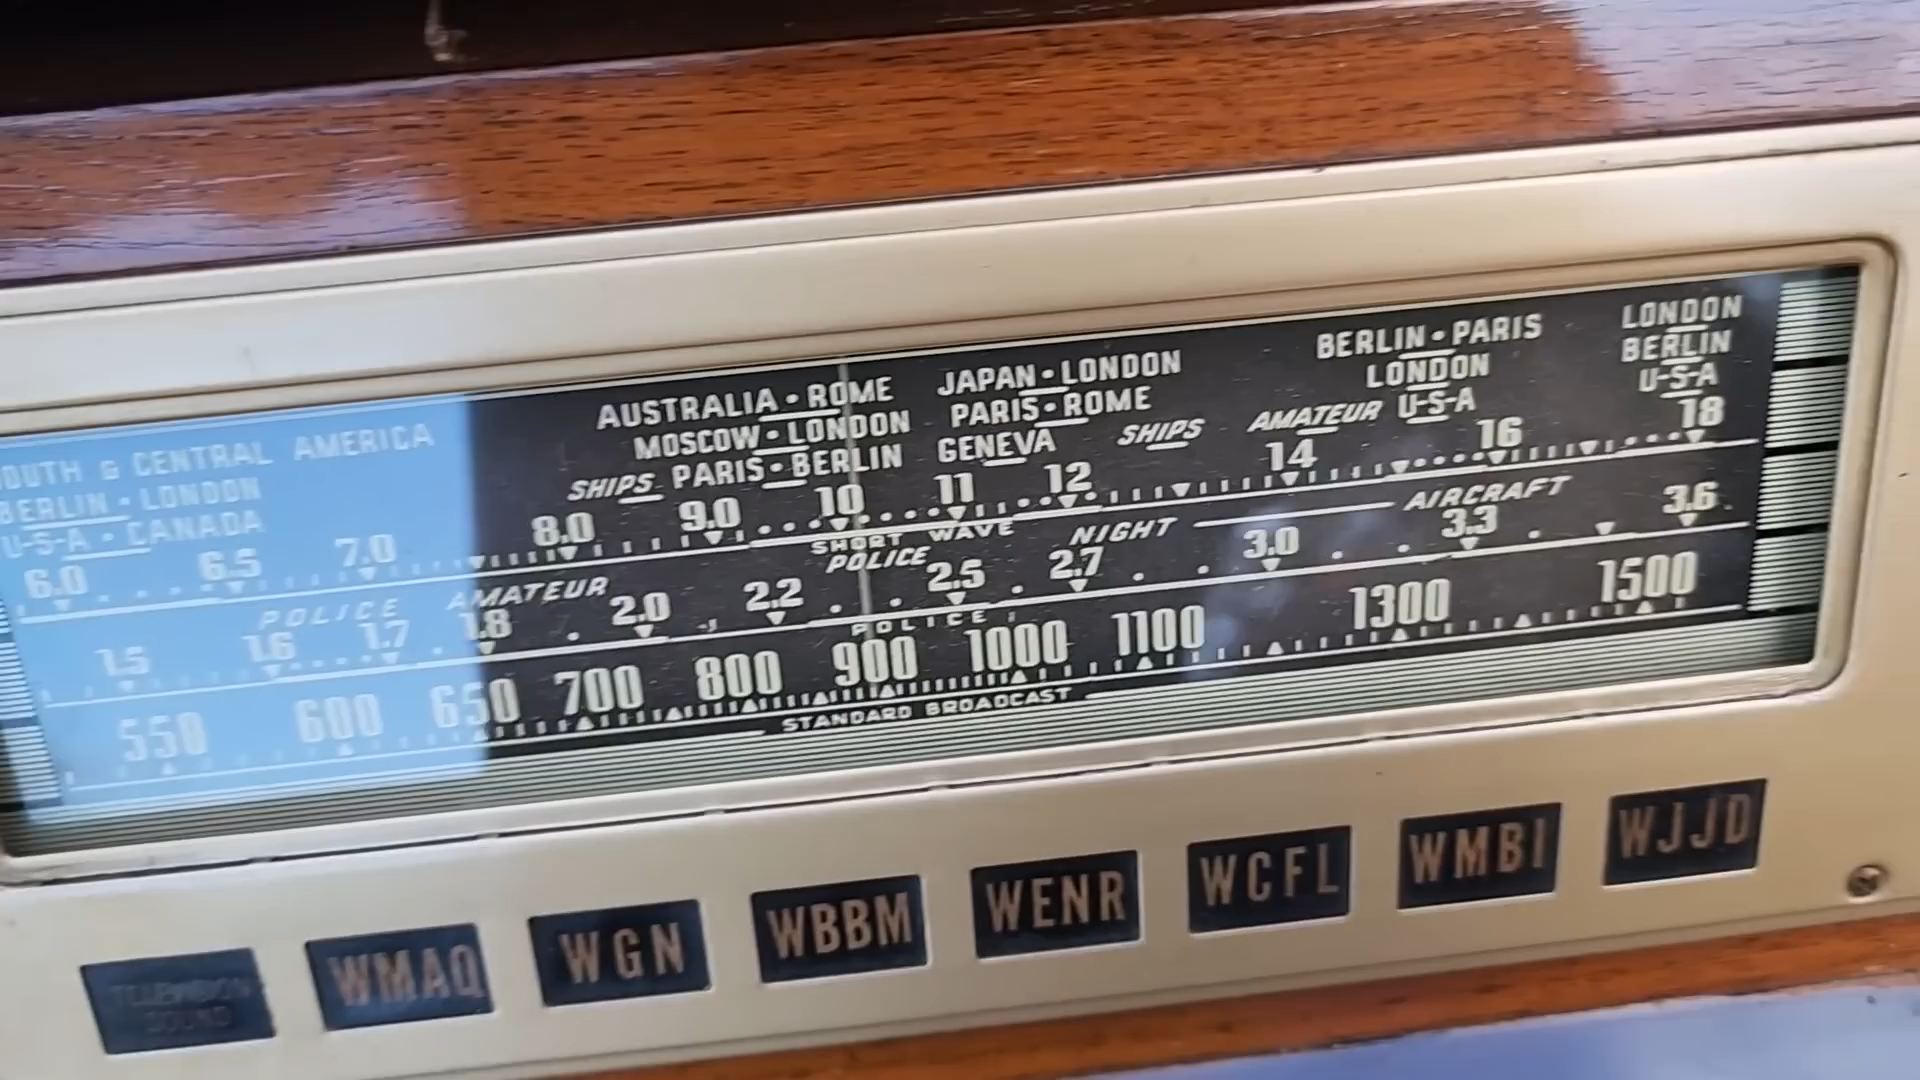 SOUTH & CENTRAL AMERICA
BERLIN • LONDON
U-S-A • CANADA
AUSTRALIA • ROME
MOSCOW • LONDON
SHIPS PARIS • BERLIN
JAPAN • LONDON
PARIS • ROME
GENEVA
SHIPS
AMATEUR
BERLIN • PARIS
LONDON
U-S-A
LONDON
BERLIN
U-S-A
6.0 6.5 7.0 8.0 9.0 10 11 12 14 16 18
SHORT WAVE
POLICE AMATEUR POLICE NIGHT AIRCRAFT
1.5 1.6 1.7 1.8 2.0 2.2 2.5 2.7 3.0 3.3 3.6
POLICE
550 600 650 700 800 900 1000 1100 1300 1500
STANDARD BROADCAST
TELEVISION
SOUND
WMAQ WGN WBBM WENR WCFL WMBI WJJD